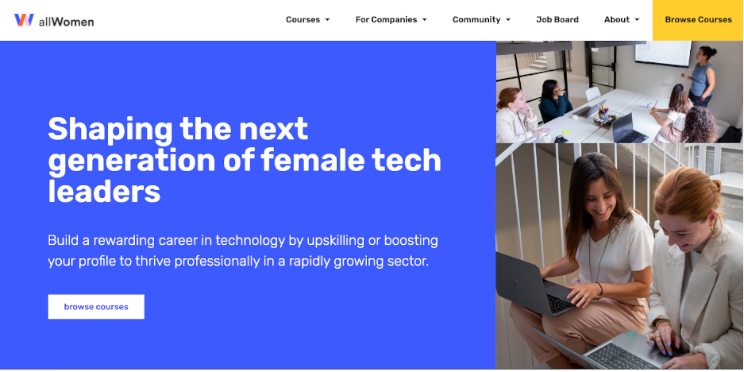 allWomen
Courses
For Companies
Community
Job Board
About
Browse Courses
Shaping the next
generation of female tech
leaders
Build a rewarding career in technology by upskilling or boosting
your profile to thrive professionally in a rapidly growing sector.
browse courses